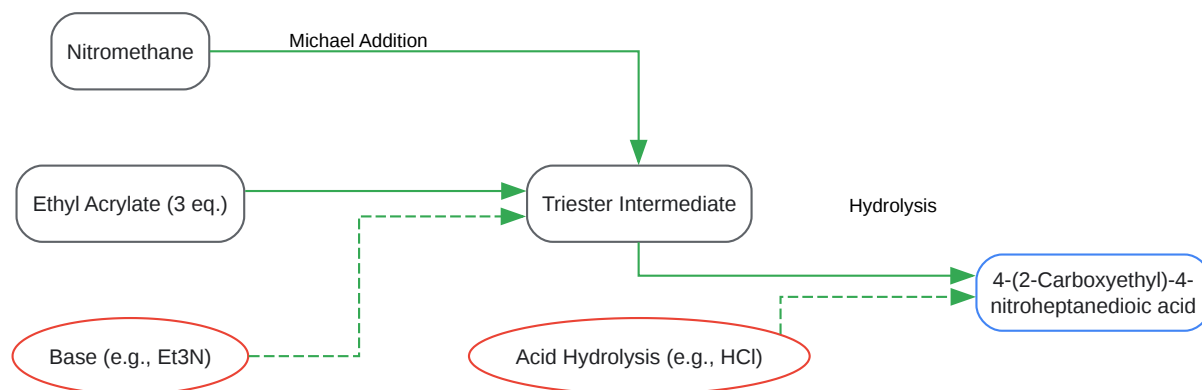 Nitromethane
Michael Addition
Ethyl Acrylate (3 eq.)
Triester Intermediate
Hydrolysis
4-(2-Carboxyethyl)-4-
nitroheptanedioic acid
Base (e.g., Et3N)
Acid Hydrolysis (e.g., HCl)